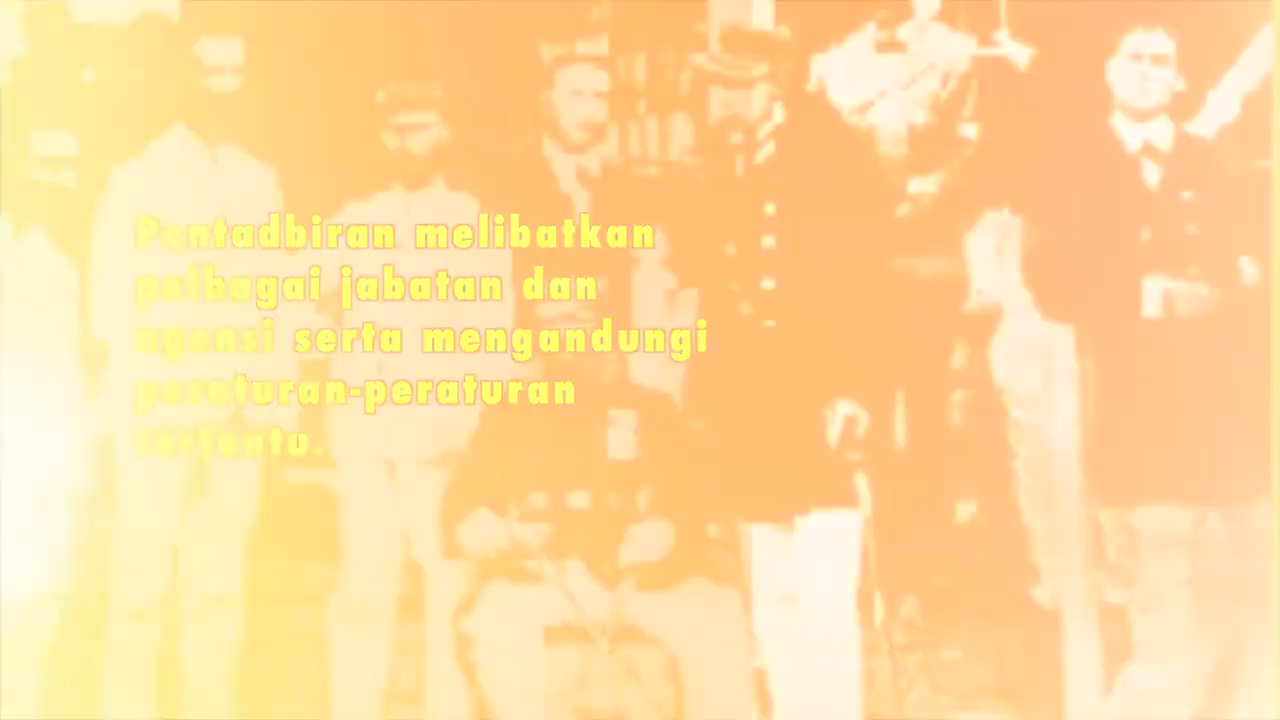 Pentadbiran melibatkan
pelbagai jabatan dan
agensi serta mengandungi
peraturan-peraturan
tertentu.